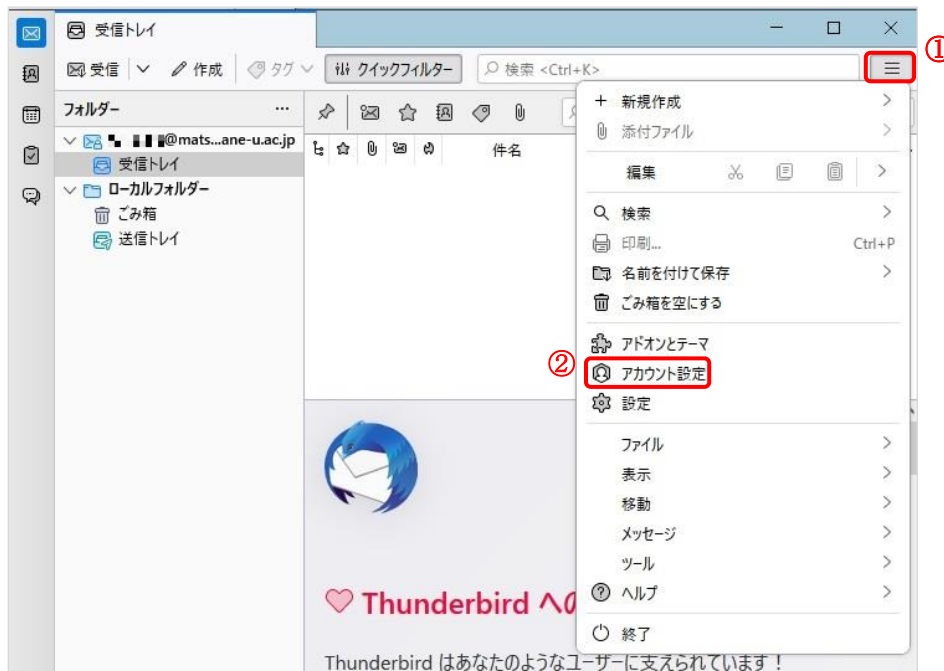 受信トレイ
①
受信 作成 タグ クイックフィルター 検索 <Ctrl+K>
フォルダー ...
@mats...ane-u.ac.jp
受信トレイ
ローカルフォルダー
ごみ箱
送信トレイ
件名
新規作成
添付ファイル
編集
検索
印刷... Ctrl+P
名前を付けて保存
ごみ箱を空にする
アドオンとテーマ
② アカウント設定
設定
ファイル
表示
移動
メッセージ
ツール
ヘルプ
終了
Thunderbird への
Thunderbird はあなたのようなユーザーに支えられています!